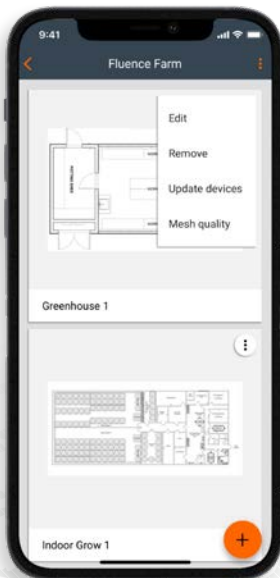 9:41
Fluence Farm
Edit
Remove
Update devices
Mesh quality
Greenhouse 1
Indoor Grow 1